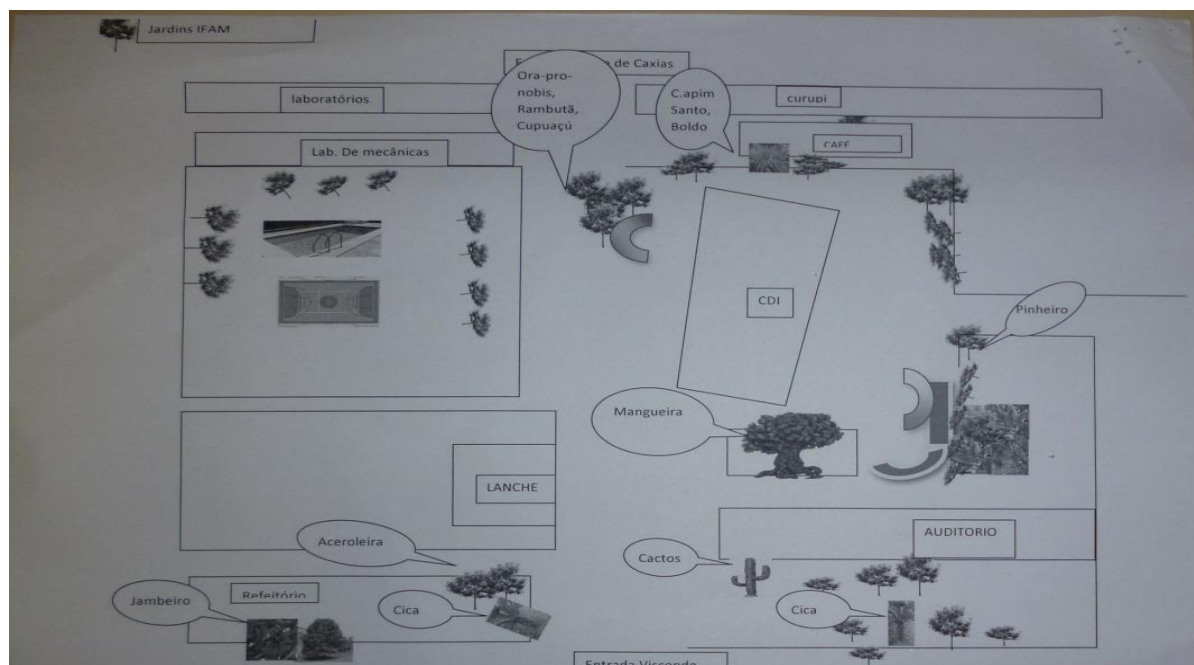 Jardins IFAM
de Caxias
Ora-pro-
nobis,
Rambutã,
Cupuaçú
C.apim
Santo,
Boldo
laboratórios
curupi
Lab. De mecânicas
CAFÉ
CDI
Pinheiro
Mangueira
LANCHE
AUDITORIO
Aceroleira
Cactos
Jambeiro
Refeitório
Cica
Cica
Entrada Visconde